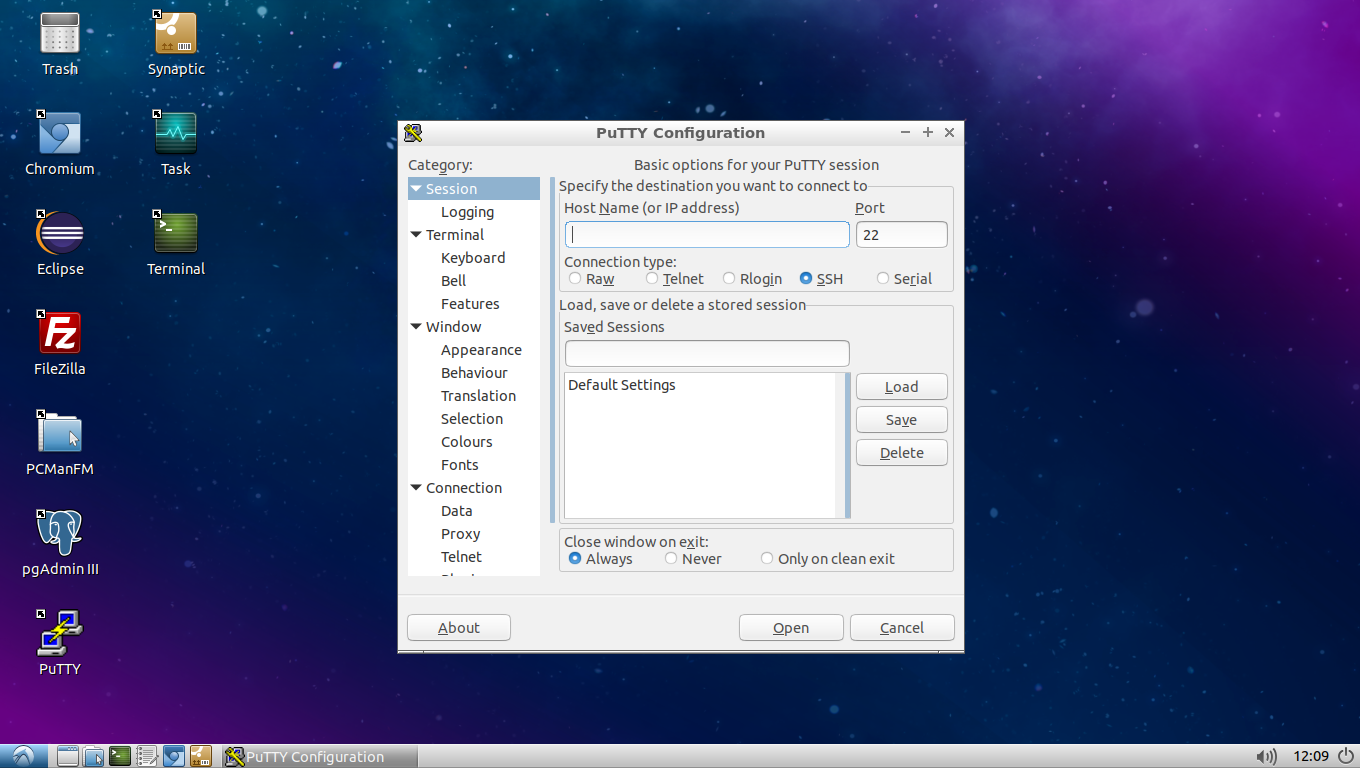 Trash
Synaptic
Chromium
Task
Eclipse
Terminal
FileZilla
PCManFM
pgAdmin III
PuTTY
PuTTY Configuration
Category:
Session
Logging
Terminal
Keyboard
Bell
Features
Window
Appearance
Behaviour
Translation
Selection
Colours
Fonts
Connection
Data
Proxy
Telnet
Basic options for your PuTTY session
Specify the destination you want to connect to
Host Name (or IP address) Port
22
Connection type:
Raw Telnet Rlogin SSH Serial
Load, save or delete a stored session
Saved Sessions
Default Settings
Load
Save
Delete
Close window on exit:
Always Never Only on clean exit
About Open Cancel
PuTTY Configuration 12:09